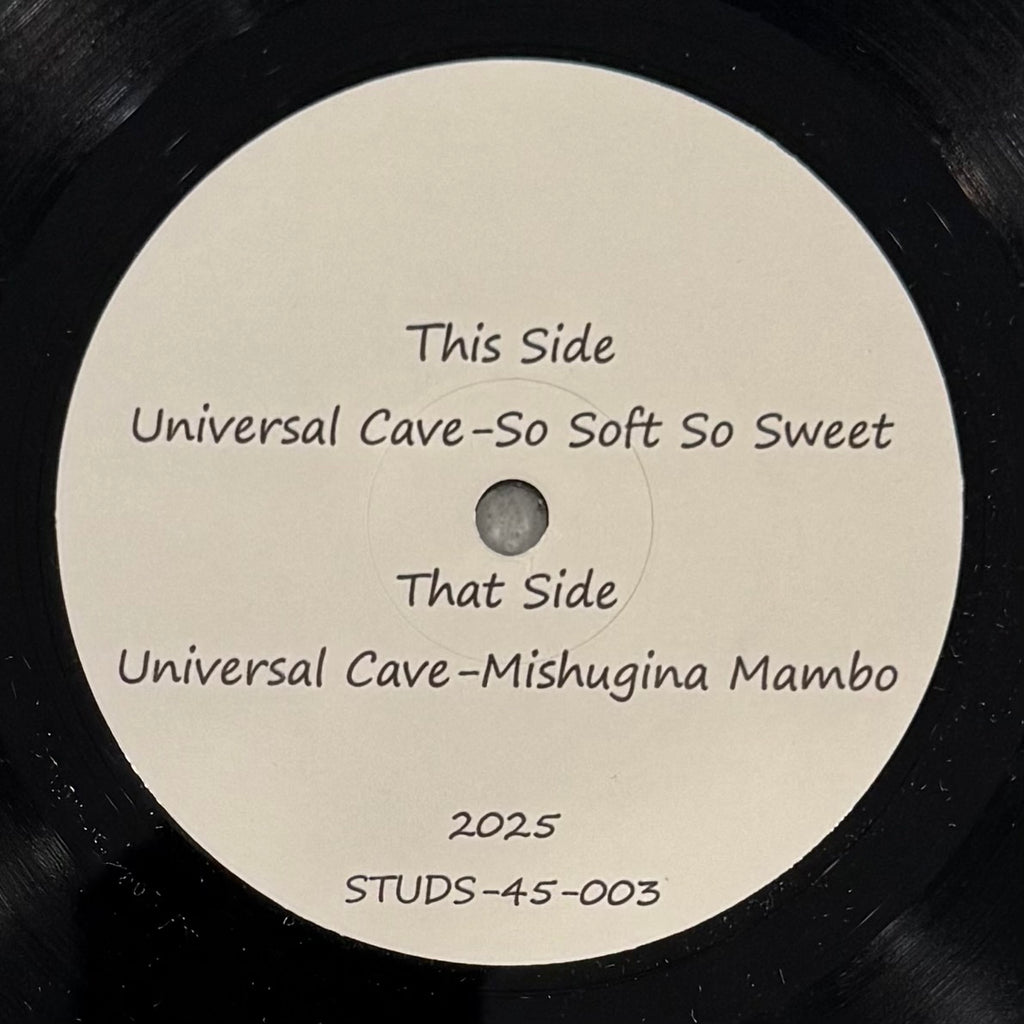 This Side
Universal Cave-So Soft So Sweet
That Side
Universal Cave-Mishugina Mambo
2025
STUDS-45-003